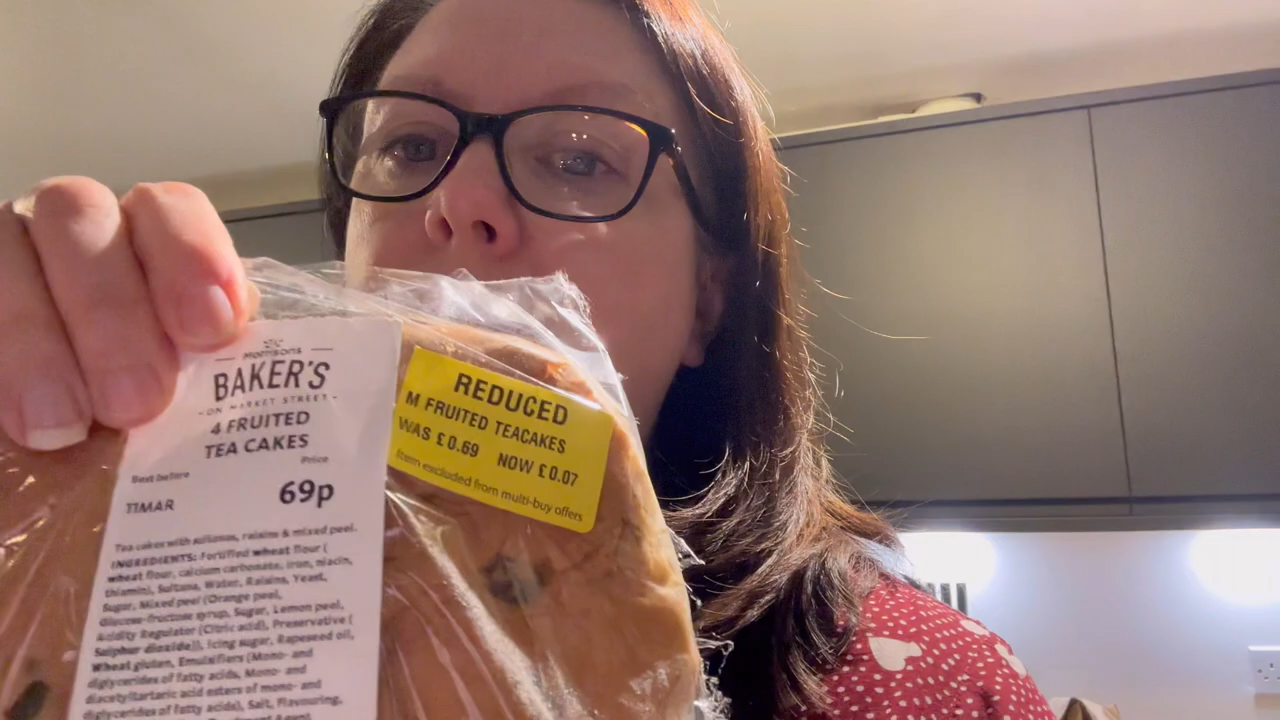 Morrisons
BAKER'S
- ON MARKET STREET -
4 FRUITED
TEA CAKES
Best before
Price
11MAR
69p
Tea cakes with sultanas, raisins & mixed peel.
INGREDIENTS: Fortified wheat flour (
wheat flour, calcium carbonate, iron, niacin,
thiamin), Sultana, Water, Raisins, Yeast,
Sugar, Mixed peel (Orange peel,
Glucose-fructose syrup, Sugar, Lemon peel,
Acidity Regulator (Citric acid), Preservative (
Sulphur dioxide)), Icing sugar, Rapeseed oil,
Wheat gluten, Emulsifiers (Mono- and
diglycerides of fatty acids, Mono- and
diacetyltartaric acid esters of mono- and
diglycerides of fatty acids), Salt, Flavouring,
REDUCED
M FRUITED TEACAKES
WAS £0.69 NOW £0.07
Item excluded from multi-buy offers